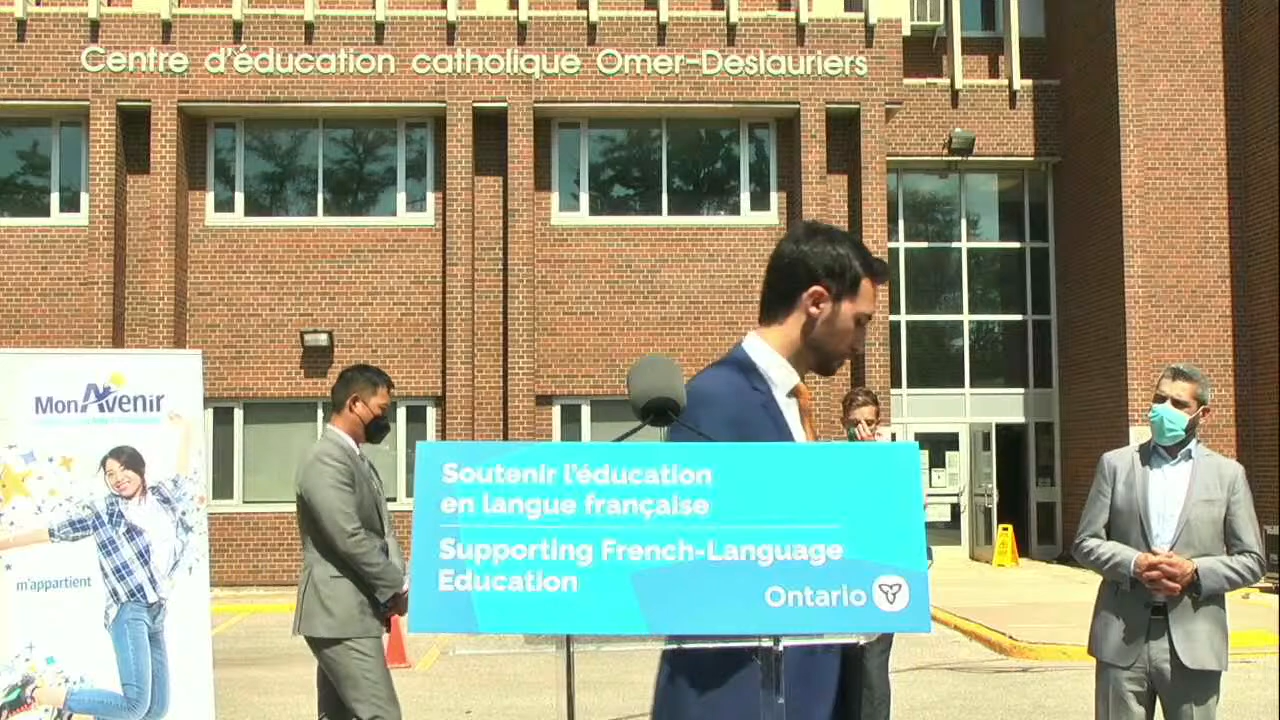 Centre d'éducation catholique Omer-Deslauriers
MonAvenir
m'appartient
Soutenir l'éducation
en langue française
Supporting French-Language
Education
Ontario